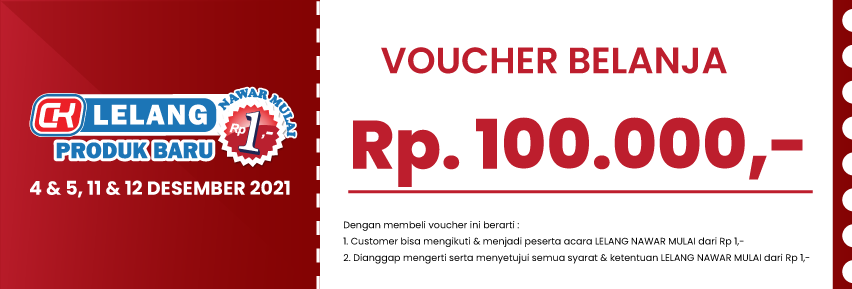 CK LELANG
NAWAR MULAI
Rp 1,-
PRODUK BARU
4 & 5, 11 & 12 DESEMBER 2021
VOUCHER BELANJA
Rp. 100.000,-
Dengan membeli voucher ini berarti :
1. Customer bisa mengikuti & menjadi peserta acara LELANG NAWAR MULAI dari Rp 1,-
2. Dianggap mengerti serta menyetujui semua syarat & ketentuan LELANG NAWAR MULAI dari Rp 1,-